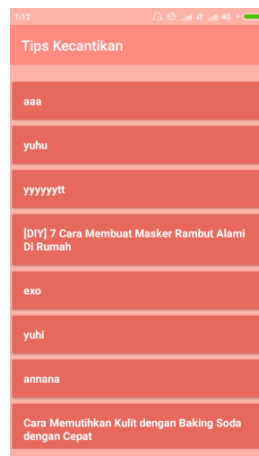 1:12 4G
Tips Kecantikan
aaa
yuhu
yyyyyytt
[DIY] 7 Cara Membuat Masker Rambut Alami
Di Rumah
exo
yuhi
annana
Cara Memutihkan Kulit dengan Baking Soda
dengan Cepat